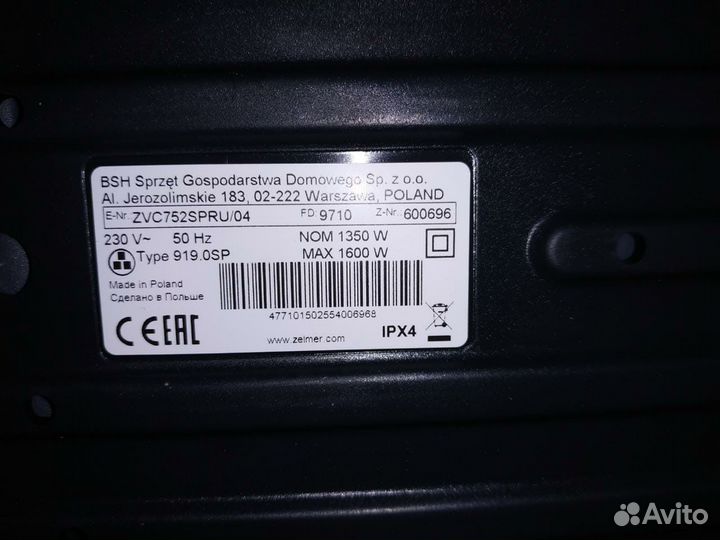 BSH Sprzęt Gospodarstwa Domowego Sp. z o.o.
Al. Jerozolimskie 183, 02-222 Warszawa, POLAND
E-Nr. ZVC752SPRU/04 FD. 9710 Z-Nr. 600696
230 V~ 50 Hz NOM 1350 W
Type 919.0SP MAX 1600 W
Made in Poland
Сделано в Польше
477101502554006968
CE EAC
www.zelmer.com
IPX4
Avito